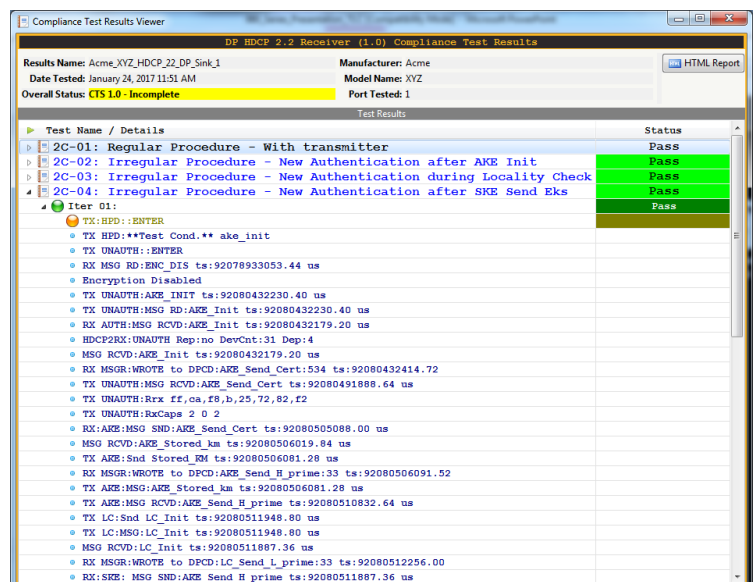 Compliance Test Results Viewer
DP HDCP 2.2 Receiver (1.0) Compliance Test Results
Results Name: Acme_XYZ_HDCP_22_DP_Sink_1 Manufacturer: Acme HTML Report
Date Tested: January 24, 2017 11:51 AM Model Name: XYZ
Overall Status: CTS 1.0 - Incomplete Port Tested: 1
Test Results
Test Name / Details Status
2C-01: Regular Procedure - With transmitter Pass
2C-02: Irregular Procedure - New Authentication after AKE Init Pass
2C-03: Irregular Procedure - New Authentication during Locality Check Pass
2C-04: Irregular Procedure - New Authentication after SKE Send Eks Pass
Iter 01: Pass
TX:HPD::ENTER
TX HPD:**Test Cond.** ake_init
TX UNAUTH::ENTER
RX MSG RD:ENC_DIS ts:92078933053.44 us
Encryption Disabled
TX UNAUTH:AKE_INIT ts:92080432230.40 us
TX UNAUTH:MSG RD:AKE_Init ts:92080432230.40 us
RX AUTH:MSG RCVD:AKE_Init ts:92080432179.20 us
HDCP2RX:UNAUTH Rep:no DevCnt:31 Dep:4
MSG RCVD:AKE_Init ts:92080432179.20 us
RX MSGR:WROTE to DPCD:AKE_Send_Cert:534 ts:92080432414.72
TX UNAUTH:MSG RCVD:AKE_Send_Cert ts:92080491888.64 us
TX UNAUTH:Rrx ff,ca,f8,b,25,72,82,f2
TX UNAUTH:RxCaps 2 0 2
RX:AKE:MSG SND:AKE_Send_Cert ts:92080505088.00 us
MSG RCVD:AKE_Stored_km ts:92080506019.84 us
TX AKE:Snd Stored_KM ts:92080506081.28 us
RX MSGR:WROTE to DPCD:AKE_Send_H_prime:33 ts:92080506091.52
TX AKE:MSG:AKE_Stored_km ts:92080506081.28 us
TX AKE:MSG RCVD:AKE_Send_H_prime ts:92080510832.64 us
TX LC:Snd LC_Init ts:92080511948.80 us
TX LC:MSG:LC_Init ts:92080511948.80 us
MSG RCVD:LC_Init ts:92080511887.36 us
RX MSGR:WROTE to DPCD:LC_Send_L_prime:33 ts:92080512256.00
RX:SKE: MSG SND:AKE Send H prime ts:92080511887.36 us